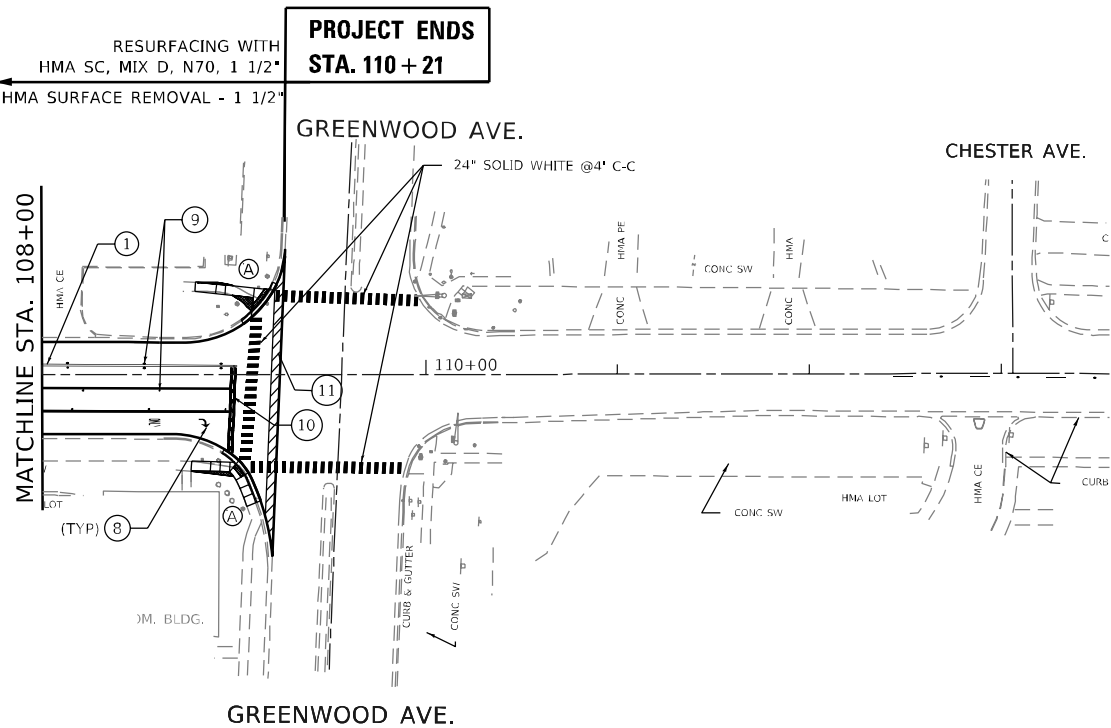 PROJECT ENDS
STA. 110 + 21
RESURFACING WITH
HMA SC, MIX D, N70, 1 1/2"
HMA SURFACE REMOVAL - 1 1/2"
GREENWOOD AVE.
24" SOLID WHITE @4' C-C
CHESTER AVE.
MATCHLINE STA. 108+00
9
1
HMA CE
A
HMA PE
HMA
CONC SW
C
CONC
CONC
110+00
11
10
LOT
(TYP) 8
A
HMA LOT
CONC SW
HMA CE
CURB
OM. BLDG.
CURB & GUTTER
CONC SW
GREENWOOD AVE.